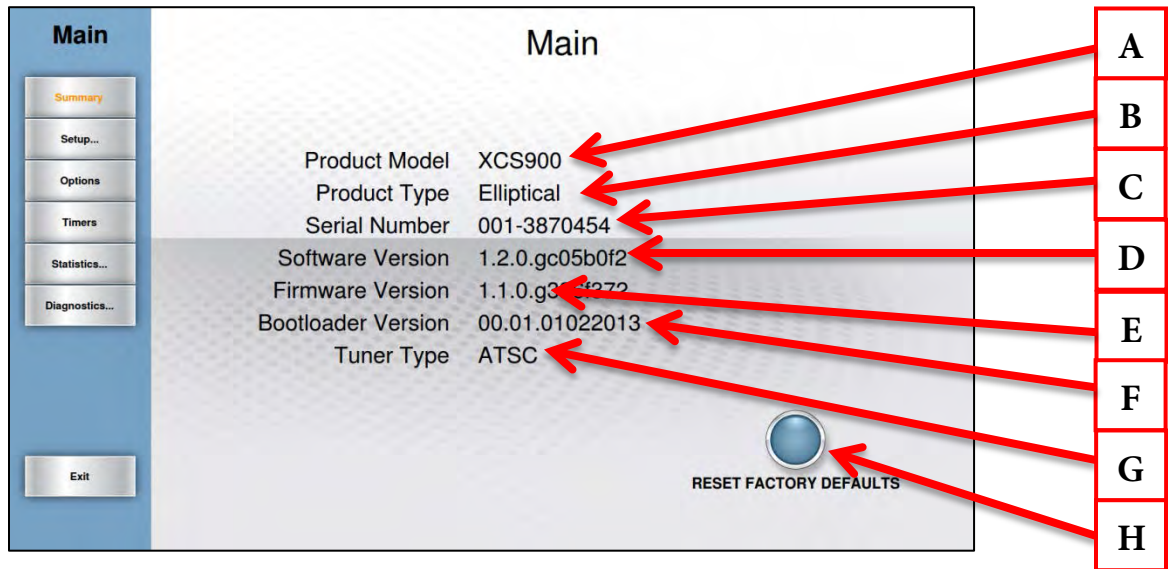 Main
Summary
Setup...
Options
Timers
Statistics...
Diagnostics...
Exit
Main
Product Model XCS900
Product Type Elliptical
Serial Number 001-3870454
Software Version 1.2.0.gc05b0f2
Firmware Version
Bootloader Version 00.01.01022013
Tuner Type ATSC
RESET FACTORY DEFAULTS
A
B
C
D
E
F
G
H